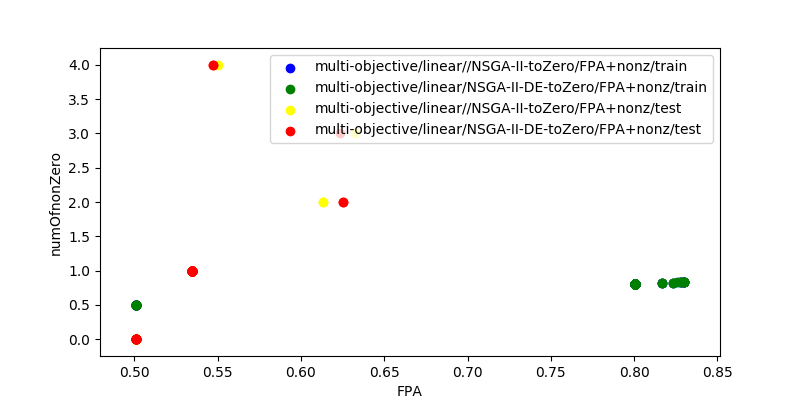 4.0
3.5
3.0
2.5
2.0
1.5
1.0
0.5
0.0
numOfnonZero
multi-objective/linear//NSGA-II-toZero/FPA+nonz/train
multi-objective/linear/NSGA-II-DE-toZero/FPA+nonz/train
multi-objective/linear//NSGA-II-toZero/FPA+nonz/test
multi-objective/linear/NSGA-II-DE-toZero/FPA+nonz/test
0.50 0.55 0.60 0.65 0.70 0.75 0.80 0.85
FPA